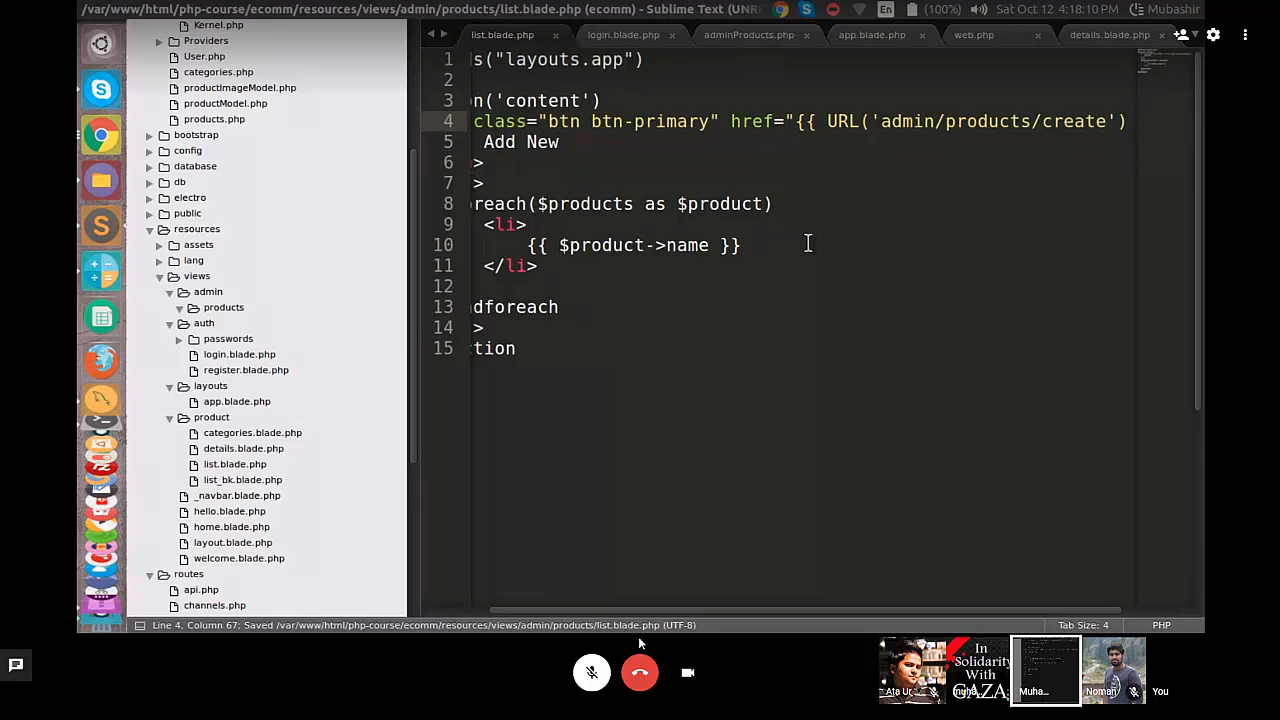 /var/www/html/php-course/ecomm/resources/views/admin/products/list.blade.php (ecomm) - Sublime Text (UNR
En (100%) Sat Oct 12 4:18:10 PM Mubashir
Kernel.php
Providers
User.php
categories.php
productImageModel.php
productModel.php
products.php
bootstrap
config
database
db
electro
public
resources
assets
lang
views
admin
products
auth
passwords
login.blade.php
register.blade.php
layouts
app.blade.php
product
categories.blade.php
details.blade.php
list.blade.php
list_bk.blade.php
_navbar.blade.php
hello.blade.php
home.blade.php
layout.blade.php
welcome.blade.php
routes
api.php
channels.php
list.blade.php × login.blade.php × adminProducts.php × app.blade.php × web.php × details.blade.php ×
1 ds("layouts.app")
2
3 on('content')
4 class="btn btn-primary" href="{{ URL('admin/products/create')
5 Add New
6 >
7 >
8 reach($products as $product)
9 <li>
10 {{ $product->name }}
11 </li>
12
13 dforeach
14 >
15 ction
Line 4, Column 67; Saved /var/www/html/php-course/ecomm/resources/views/admin/products/list.blade.php (UTF-8)
Tab Size: 4 PHP
In
Solidarity
With
GAZA
Ata Ur
Muha...
Noman
You